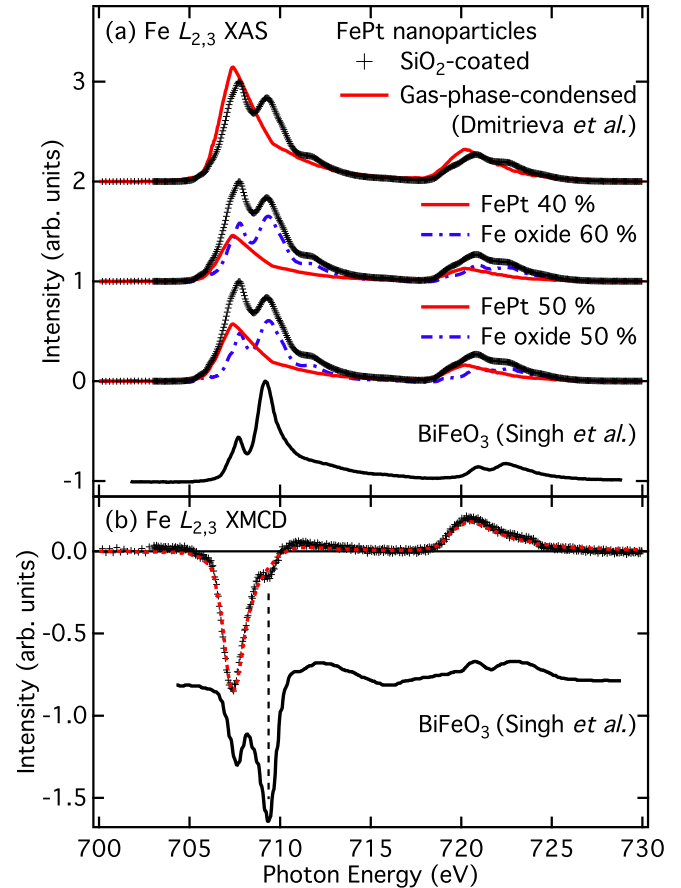 (a) Fe L2,3 XAS
FePt nanoparticles
SiO2-coated
Gas-phase-condensed
(Dmitrieva et al.)
3
2
1
0
-1
FePt 40 %
Fe oxide 60 %
FePt 50 %
Fe oxide 50 %
BiFeO3 (Singh et al.)
Intensity (arb. units)
(b) Fe L2,3 XMCD
0.0
-0.5
-1.0
-1.5
BiFeO3 (Singh et al.)
Intensity (arb. units)
700 705 710 715 720 725 730
Photon Energy (eV)